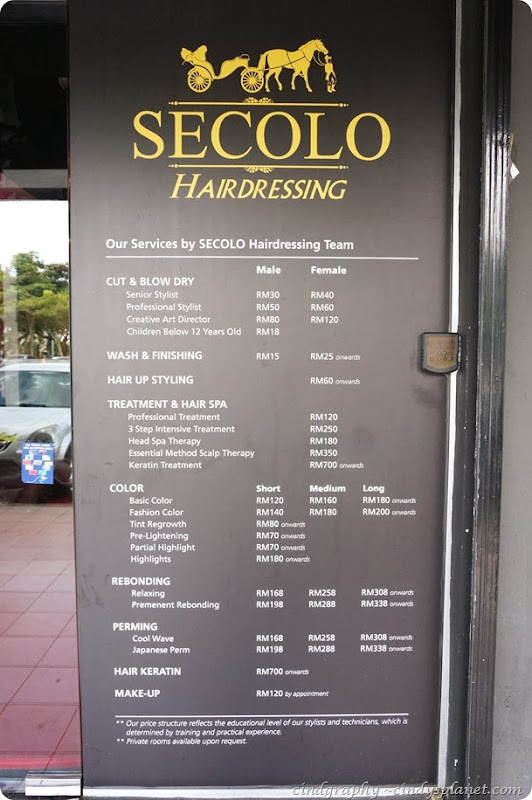 SECOLO
HAIRDRESSING
Our Services by SECOLO Hairdressing Team
Male Female
CUT & BLOW DRY
Senior Stylist RM30 RM40
Professional Stylist RM50 RM60
Creative Art Director RM80 RM120
Children Below 12 Years Old RM18
WASH & FINISHING RM15 RM25 onwards
HAIR UP STYLING RM60 onwards
TREATMENT & HAIR SPA
Professional Treatment RM120
3 Step Intensive Treatment RM250
Head Spa Therapy RM180
Essential Method Scalp Therapy RM350
Keratin Treatment RM700 onwards
COLOR Short Medium Long
Basic Color RM120 RM160 RM180 onwards
Fashion Color RM140 RM180 RM200 onwards
Tint Regrowth RM80 onwards
Pre-Lightening RM70 onwards
Partial Highlight RM70 onwards
Highlights RM180 onwards
REBONDING
Relaxing RM168 RM258 RM308 onwards
Premenent Rebonding RM198 RM288 RM338 onwards
PERMING
Cool Wave RM168 RM258 RM308 onwards
Japanese Perm RM198 RM288 RM338 onwards
HAIR KERATIN RM700 onwards
MAKE-UP RM120 by appointment
** Our price structure reflects the educational level of our stylists and technicians, which is
determined by training and practical experience.
** Private rooms available upon request.
cindgraphy -cindysplanet.com